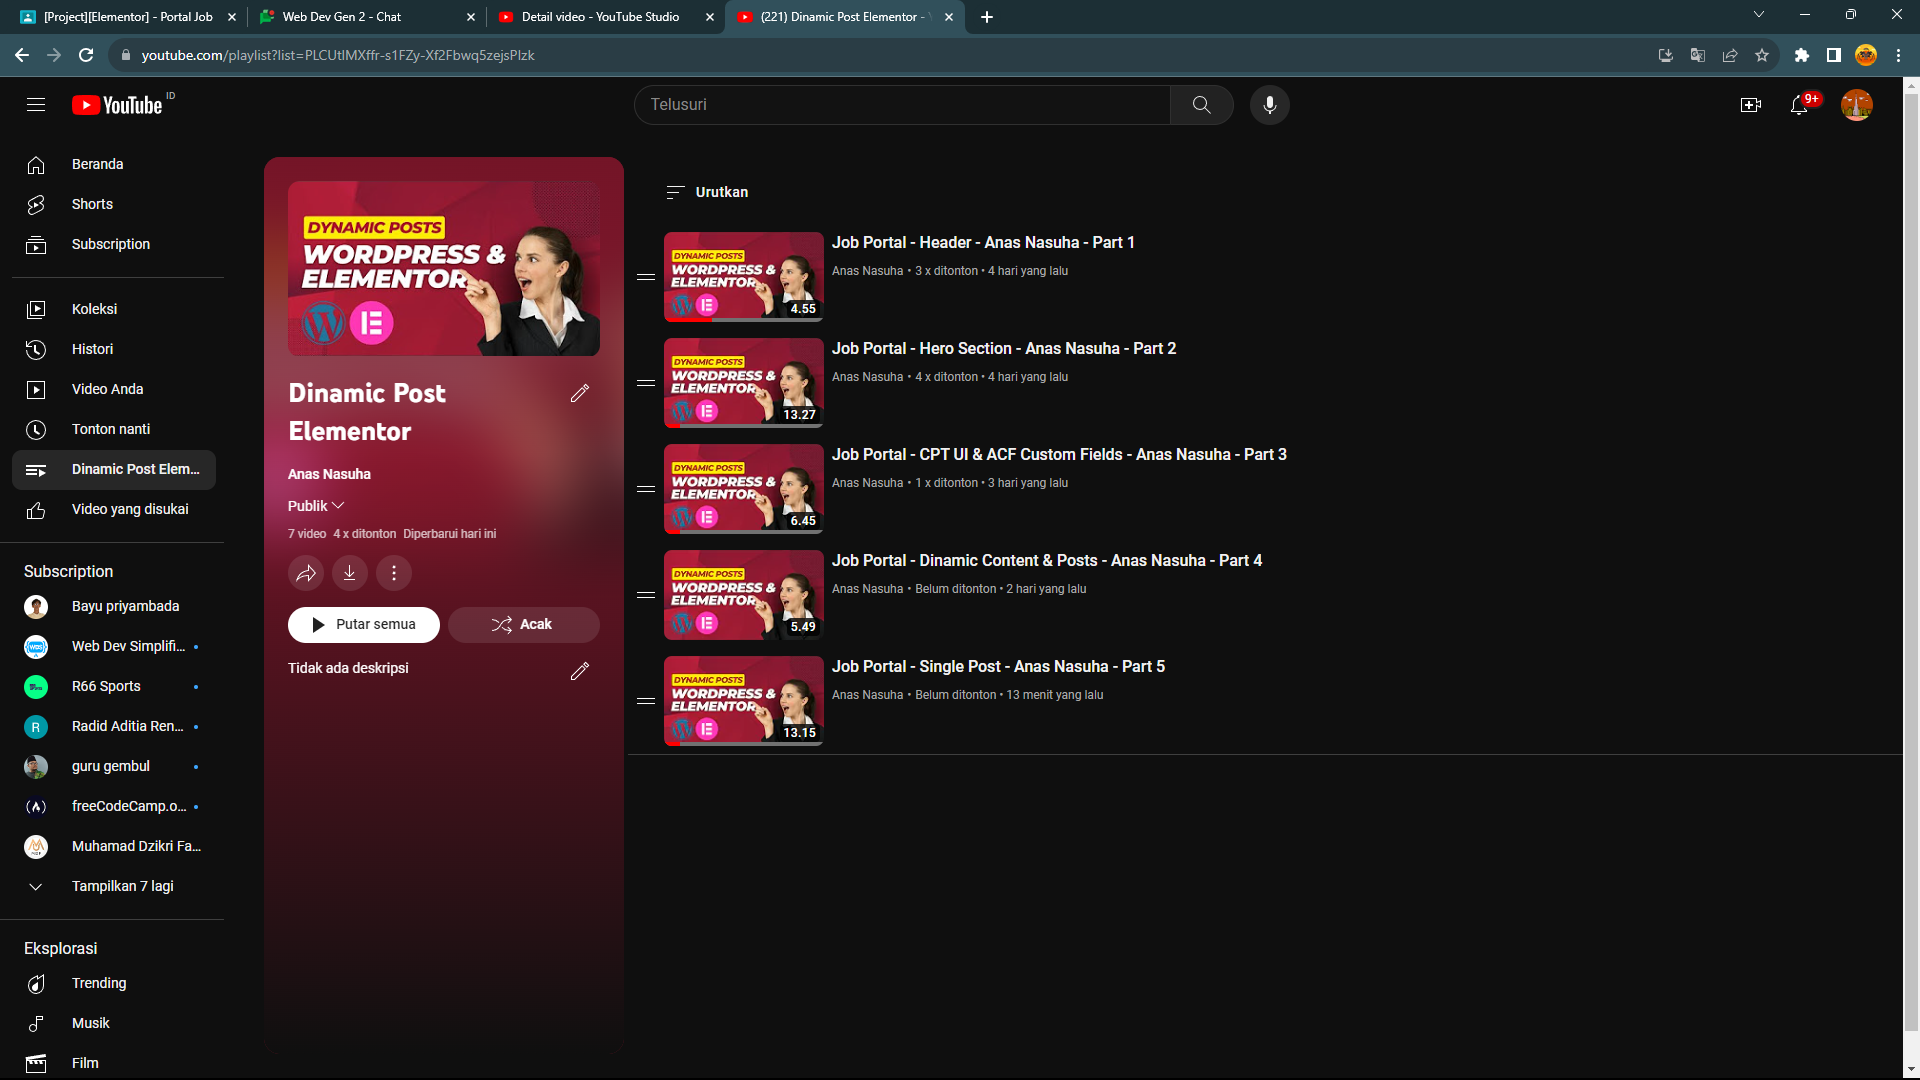 [Project][Elementor] - Portal Job
Web Dev Gen 2 - Chat
Detail video - YouTube Studio
(221) Dinamic Post Elementor -
youtube.com/playlist?list=PLCUtIMXffr-s1FZy-Xf2Fbwq5zejsPlzk
YouTube ID
Telusuri
9+
Beranda
Shorts
Subscription
Koleksi
Histori
Video Anda
Tonton nanti
Dinamic Post Elem...
Video yang disukai
Subscription
Bayu priyambada
Web Dev Simplifi...
R66 Sports
R
Radid Aditia Ren...
guru gembul
freeCodeCamp.o...
Muhamad Dzikri Fa...
Tampilkan 7 lagi
Eksplorasi
Trending
Musik
Film
DYNAMIC POSTS
WORDPRESS &
ELEMENTOR
Dinamic Post
Elementor
Anas Nasuha
Publik
7 video 4 x ditonton Diperbarui hari ini
Putar semua
Acak
Tidak ada deskripsi
Urutkan
DYNAMIC POSTS
WORDPRESS &
ELEMENTOR
4.55
Job Portal - Header - Anas Nasuha - Part 1
Anas Nasuha • 3 x ditonton • 4 hari yang lalu
DYNAMIC POSTS
WORDPRESS &
ELEMENTOR
13.27
Job Portal - Hero Section - Anas Nasuha - Part 2
Anas Nasuha • 4 x ditonton • 4 hari yang lalu
DYNAMIC POSTS
WORDPRESS &
ELEMENTOR
6.45
Job Portal - CPT UI & ACF Custom Fields - Anas Nasuha - Part 3
Anas Nasuha • 1 x ditonton • 3 hari yang lalu
DYNAMIC POSTS
WORDPRESS &
ELEMENTOR
5.49
Job Portal - Dinamic Content & Posts - Anas Nasuha - Part 4
Anas Nasuha • Belum ditonton • 2 hari yang lalu
DYNAMIC POSTS
WORDPRESS &
ELEMENTOR
13.15
Job Portal - Single Post - Anas Nasuha - Part 5
Anas Nasuha • Belum ditonton • 13 menit yang lalu